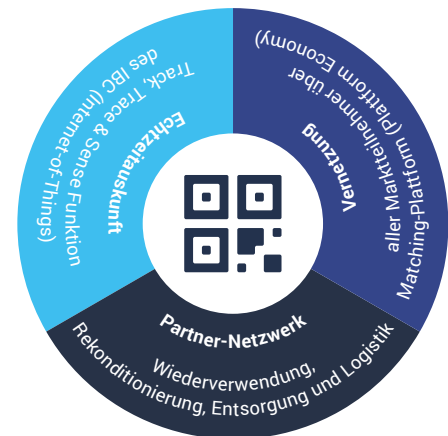 Echtzeitauskunft
Track, Trace & Sense Funktion
des IBC (Internet-of-Things)
Vernetzung
aller Marktteilnehmer über
Matching-Plattform (Plattform Economy)
Partner-Netzwerk
Wiederverwendung,
Rekonditionierung, Entsorgung und Logistik